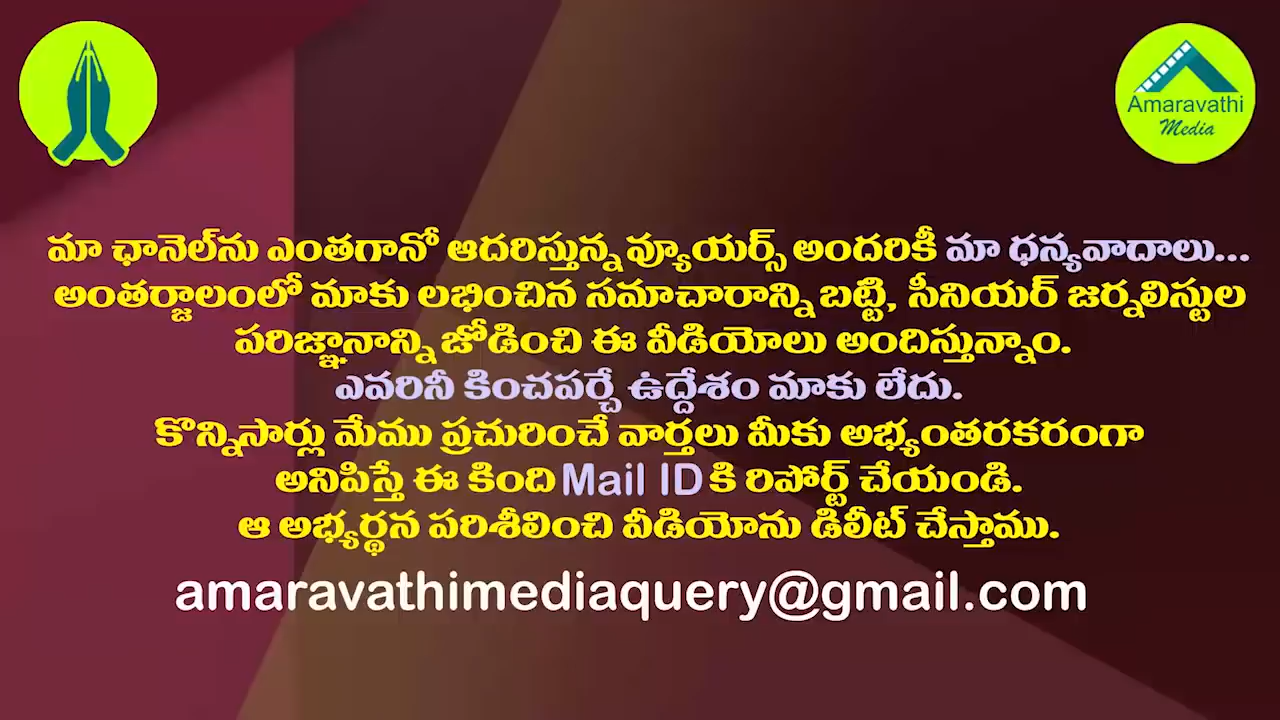 Amaravathi
Media
మా ఛానెల్‌ను ఎంతగానో ఆదరిస్తున్న వ్యూయర్స్ అందరికీ మా ధన్యవాదాలు...
అంతర్జాలంలో మాకు లభించిన సమాచారాన్ని బట్టి, సీనియర్ జర్నలిస్టుల
పరిజ్ఞానాన్ని జోడించి ఈ వీడియోలు అందిస్తున్నాం.
ఎవరినీ కించపర్చే ఉద్దేశం మాకు లేదు.
కొన్నిసార్లు మేము ప్రచురించే వార్తలు మీకు అభ్యంతరకరంగా
అనిపిస్తే ఈ కింది Mail ID కి రిపోర్ట్ చేయండి.
ఆ అభ్యర్థన పరిశీలించి వీడియోను డిలీట్ చేస్తాము.
amaravathimediaquery@gmail.com